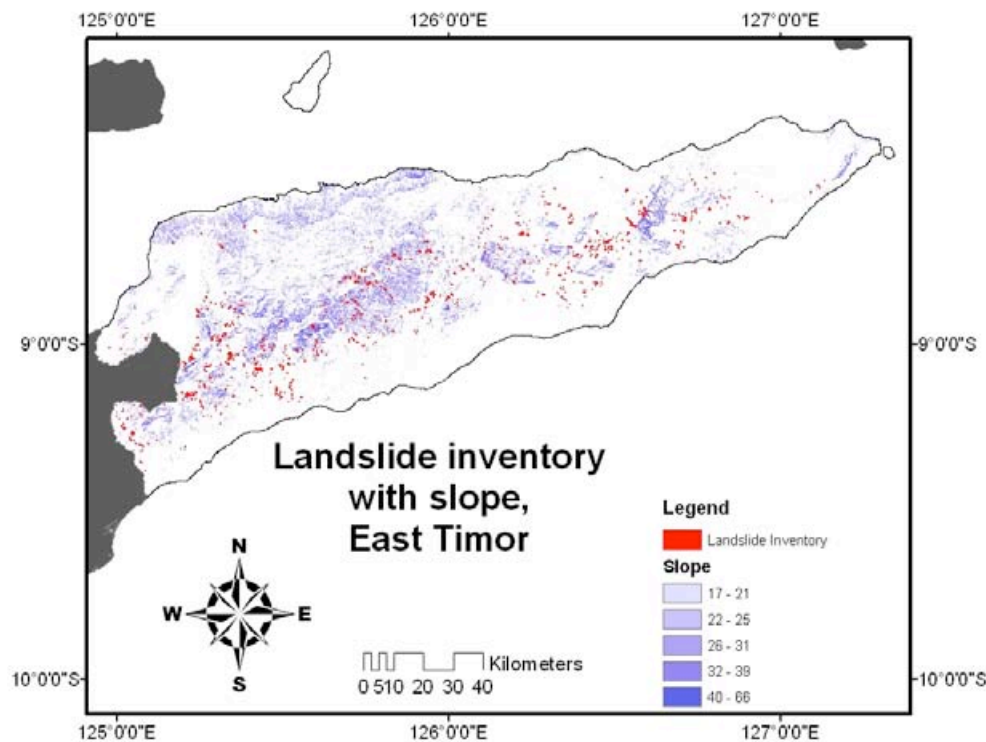 125°0'0"E 126°0'0"E 127°0'0"E
9°0'0"S 9°0'0"S
Landslide inventory
with slope,
East Timor
Legend
Landslide Inventory
Slope
17 - 21
22 - 25
26 - 31
32 - 39
40 - 66
N
W E
S
Kilometers
0 510 20 30 40
10°0'0"S 10°0'0"S
125°0'0"E 126°0'0"E 127°0'0"E